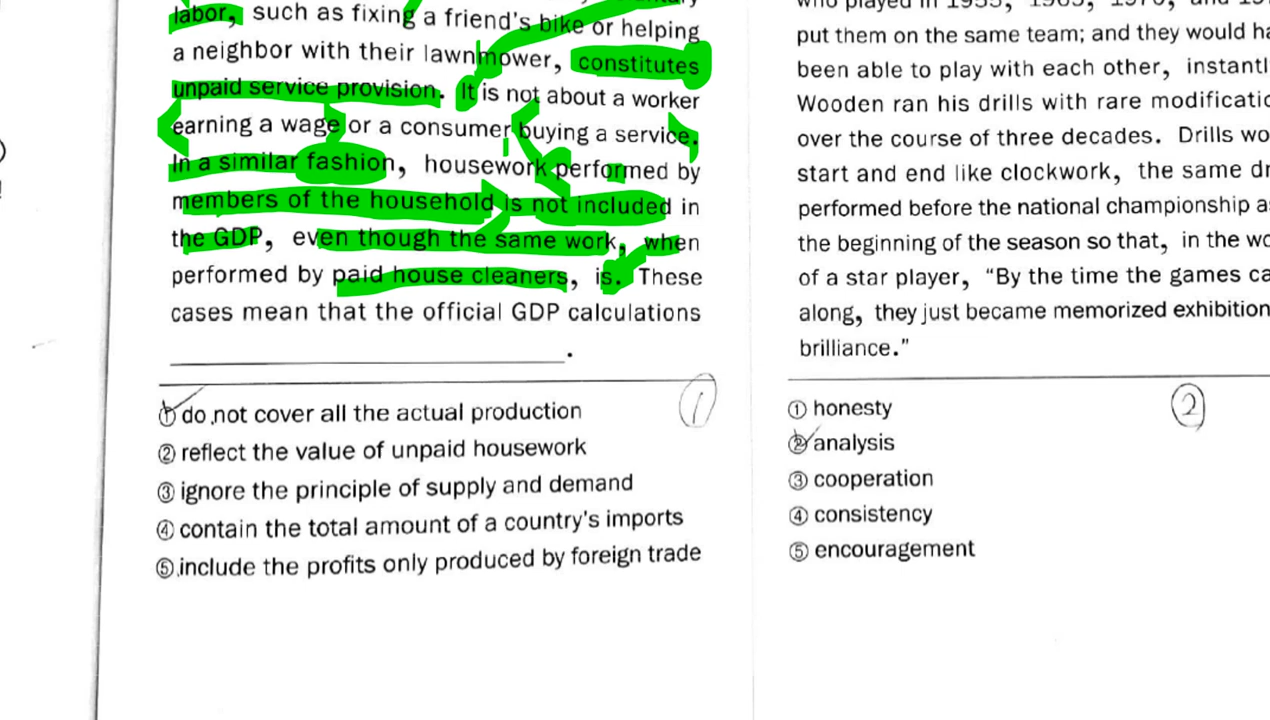 labor, such as fixing a friend's bike or helping
a neighbor with their lawnmower, constitutes
unpaid service provision. It is not about a worker
earning a wage or a consumer buying a service.
In a similar fashion, housework performed by
members of the household is not included in
the GDP, even though the same work, when
performed by paid house cleaners, is. These
cases mean that the official GDP calculations
.
① do not cover all the actual production
② reflect the value of unpaid housework
③ ignore the principle of supply and demand
④ contain the total amount of a country's imports
⑤ include the profits only produced by foreign trade
①
put them on the same team; and they would
been able to play with each other,
Wooden ran his drills with rare
over the course of three decades. Drills
start and end like clockwork, the same
performed before the national championship
the beginning of the season so that, in the
of a star player, "By the time the games
along, they just became memorized exhibition
brilliance."
① honesty
② analysis
③ cooperation
④ consistency
⑤ encouragement
②